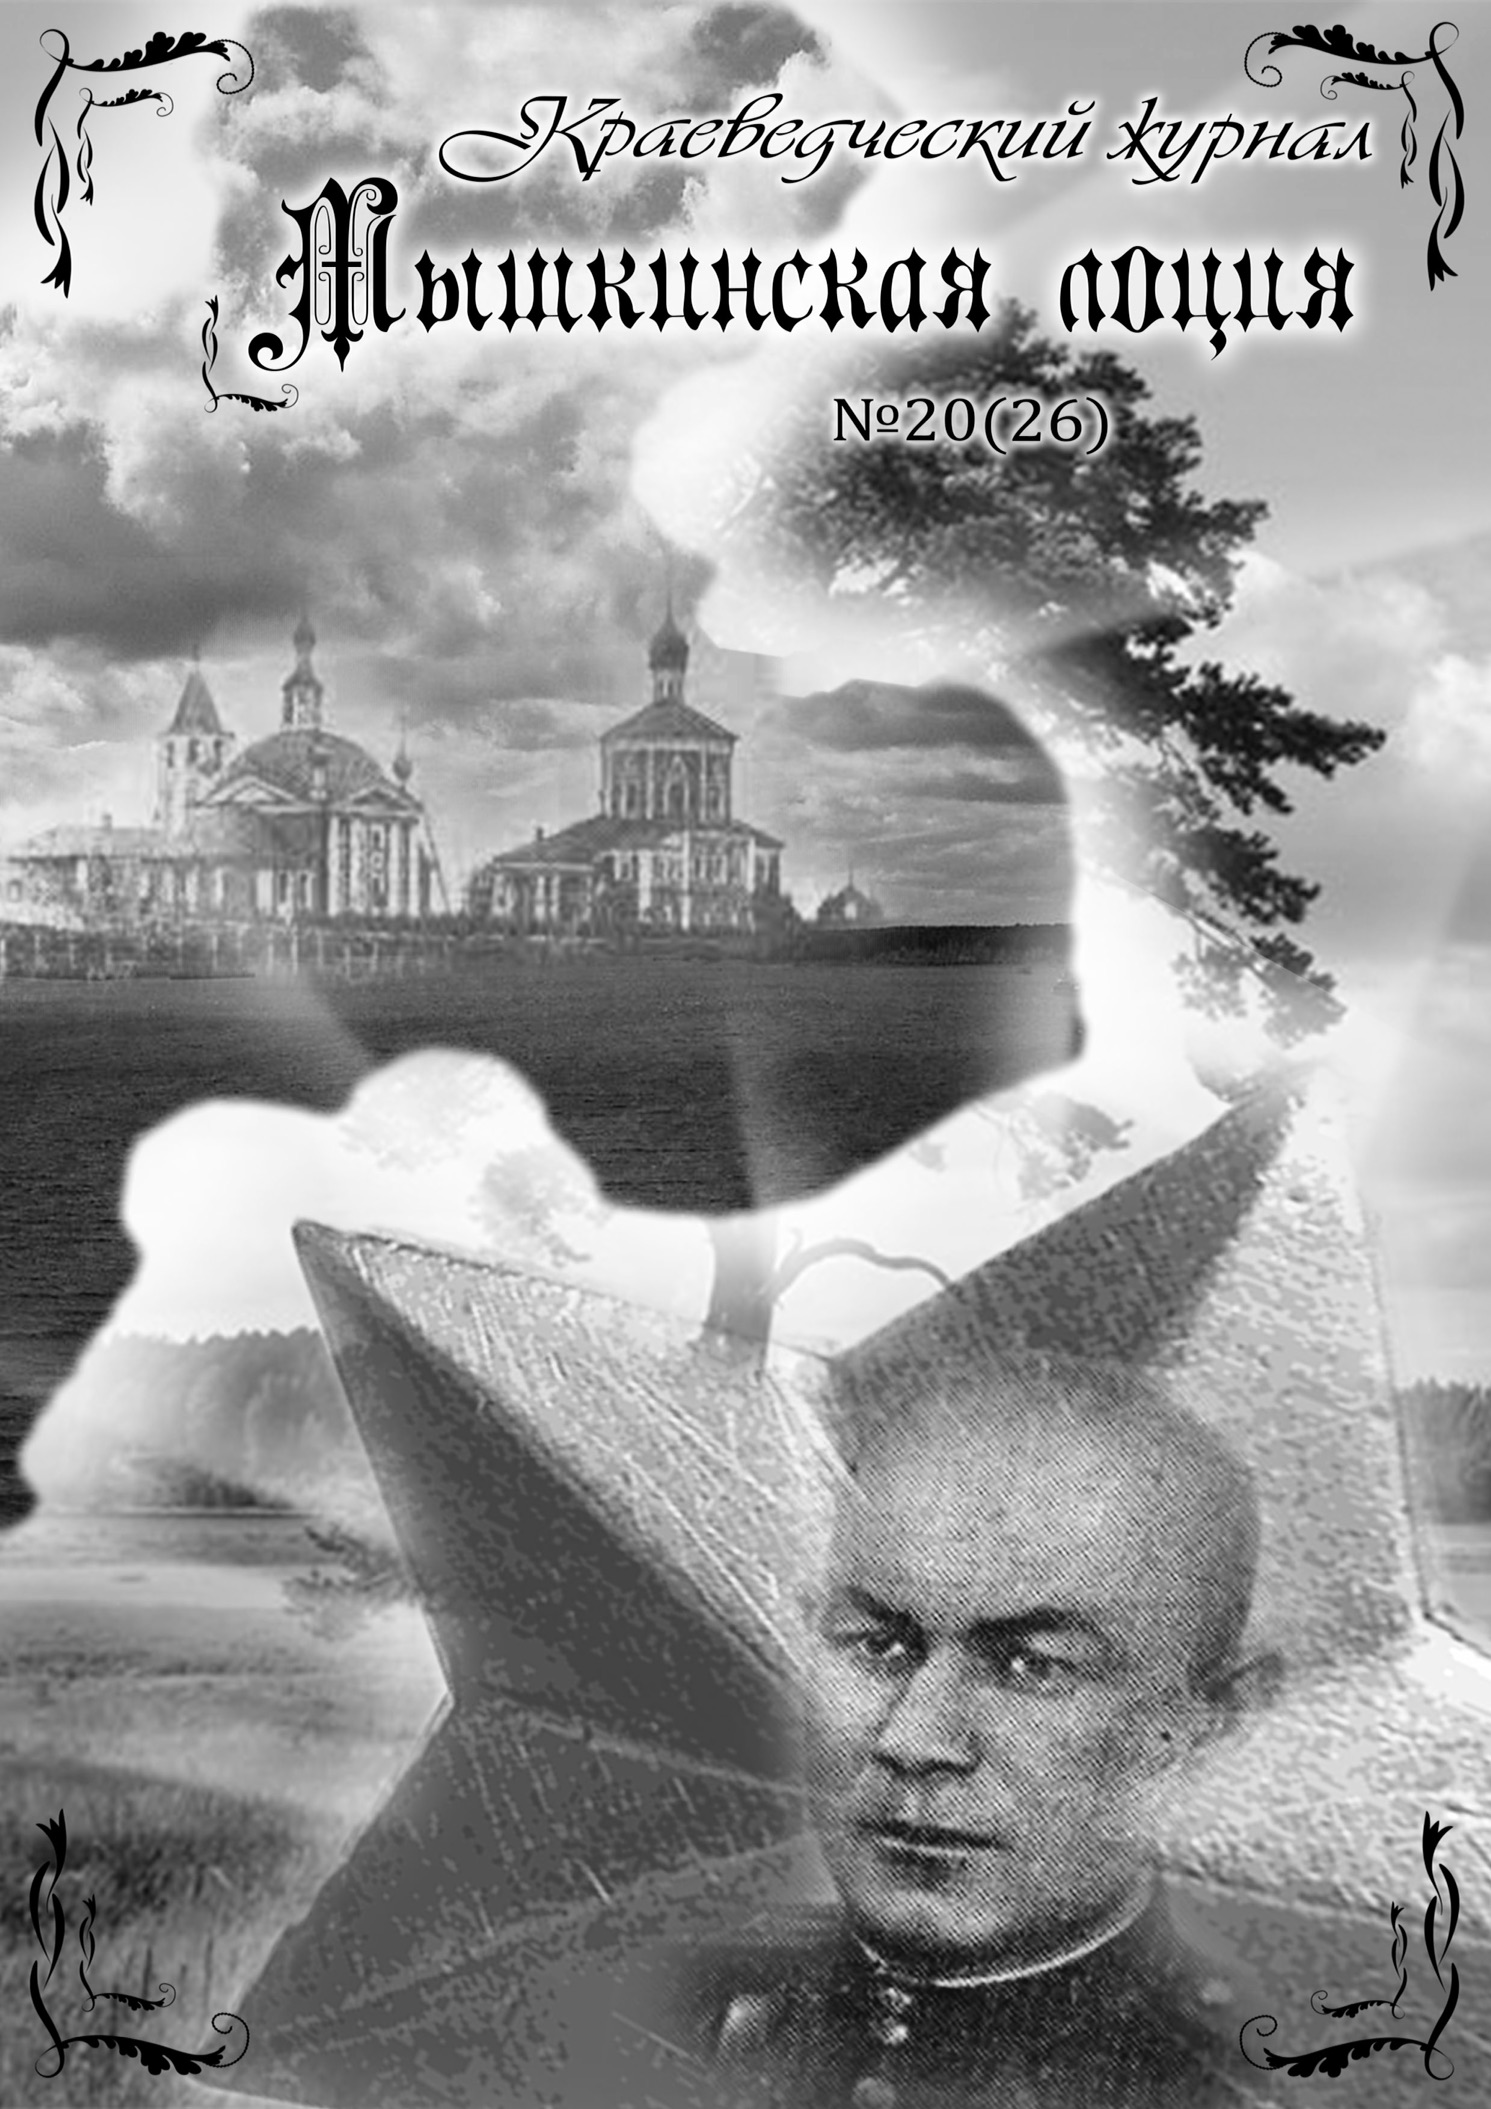 Краеведческий журнал
Мышкинская лоция
№20(26)